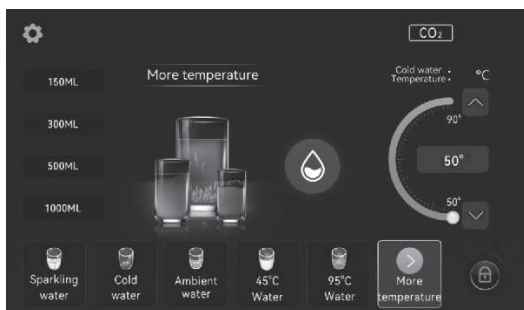 CO₂
More temperature
Cold water :
Temperature :
°C
150ML
300ML
500ML
1000ML
90°
50°
50°
Sparkling
water
Cold
water
Ambient
water
45°C
Water
95°C
Water
More
temperature